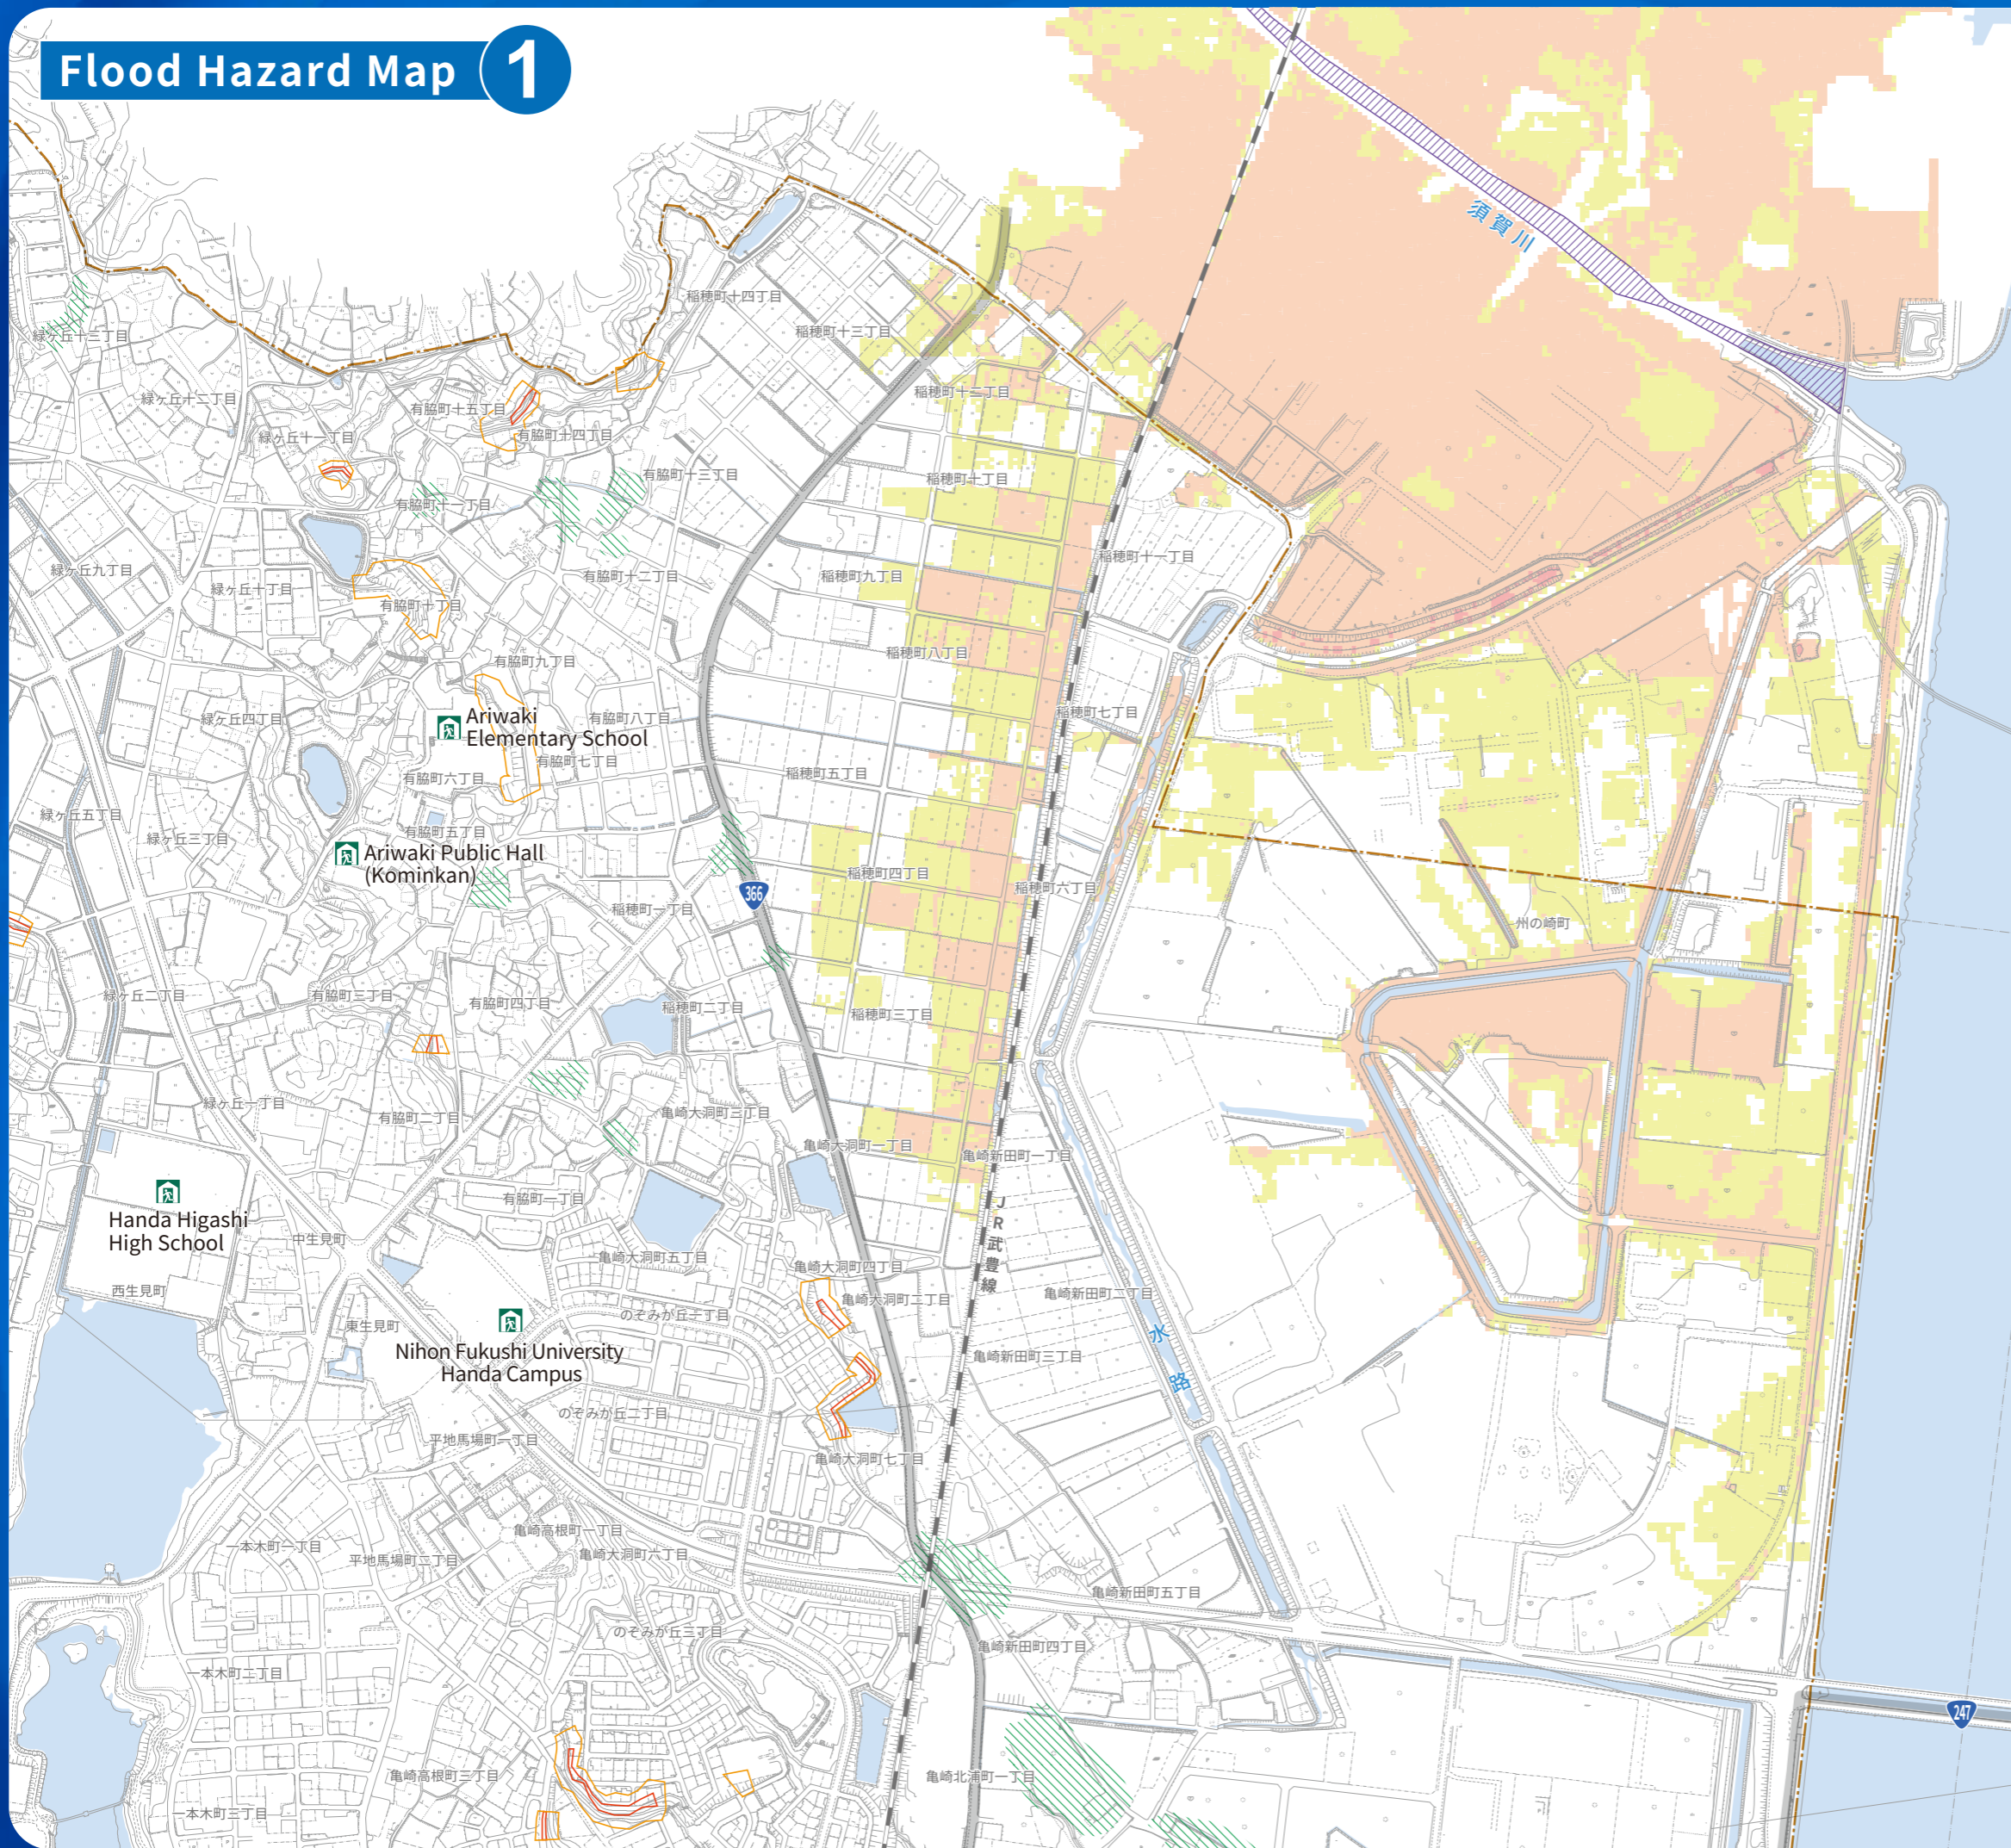 Flood Hazard Map 1
須賀川
稲穂町十四丁目
稲穂町十三丁目
緑ヶ丘十三丁目
稲穂町十二丁目
緑ヶ丘十二丁目
有脇町十五丁目
緑ヶ丘十一丁目
有脇町十四丁目
有脇町十三丁目
稲穂町十丁目
有脇町十一丁目
稲穂町十一丁目
緑ヶ丘九丁目
緑ヶ丘十丁目
有脇町十二丁目
稲穂町九丁目
有脇町十丁目
有脇町九丁目
稲穂町八丁目
緑ヶ丘四丁目
Ariwaki
Elementary School
有脇町八丁目
稲穂町七丁目
有脇町七丁目
有脇町六丁目
稲穂町五丁目
緑ヶ丘五丁目
緑ヶ丘三丁目
有脇町五丁目
Ariwaki Public Hall
(Kominkan)
稲穂町四丁目
稲穂町六丁目
366
稲穂町一丁目
州の崎町
緑ヶ丘二丁目
有脇町三丁目
有脇町四丁目
稲穂町二丁目
稲穂町三丁目
緑ヶ丘一丁目
有脇町二丁目
亀崎大洞町三丁目
亀崎大洞町一丁目
亀崎新田町一丁目
有脇町一丁目
JR武豊線
Handa Higashi
High School
中生見町
亀崎大洞町五丁目
亀崎大洞町四丁目
西生見町
亀崎大洞町二丁目
亀崎新田町二丁目
のぞみが丘一丁目
東生見町
水路
Nihon Fukushi University
Handa Campus
亀崎新田町三丁目
のぞみが丘二丁目
平地馬場町一丁目
亀崎大洞町七丁目
亀崎高根町一丁目
一本木町一丁目
平地馬場町二丁目
亀崎大洞町六丁目
亀崎新田町五丁目
のぞみが丘三丁目
亀崎新田町四丁目
一本木町二丁目
247
亀崎高根町三丁目
亀崎北浦町一丁目
一本木町三丁目